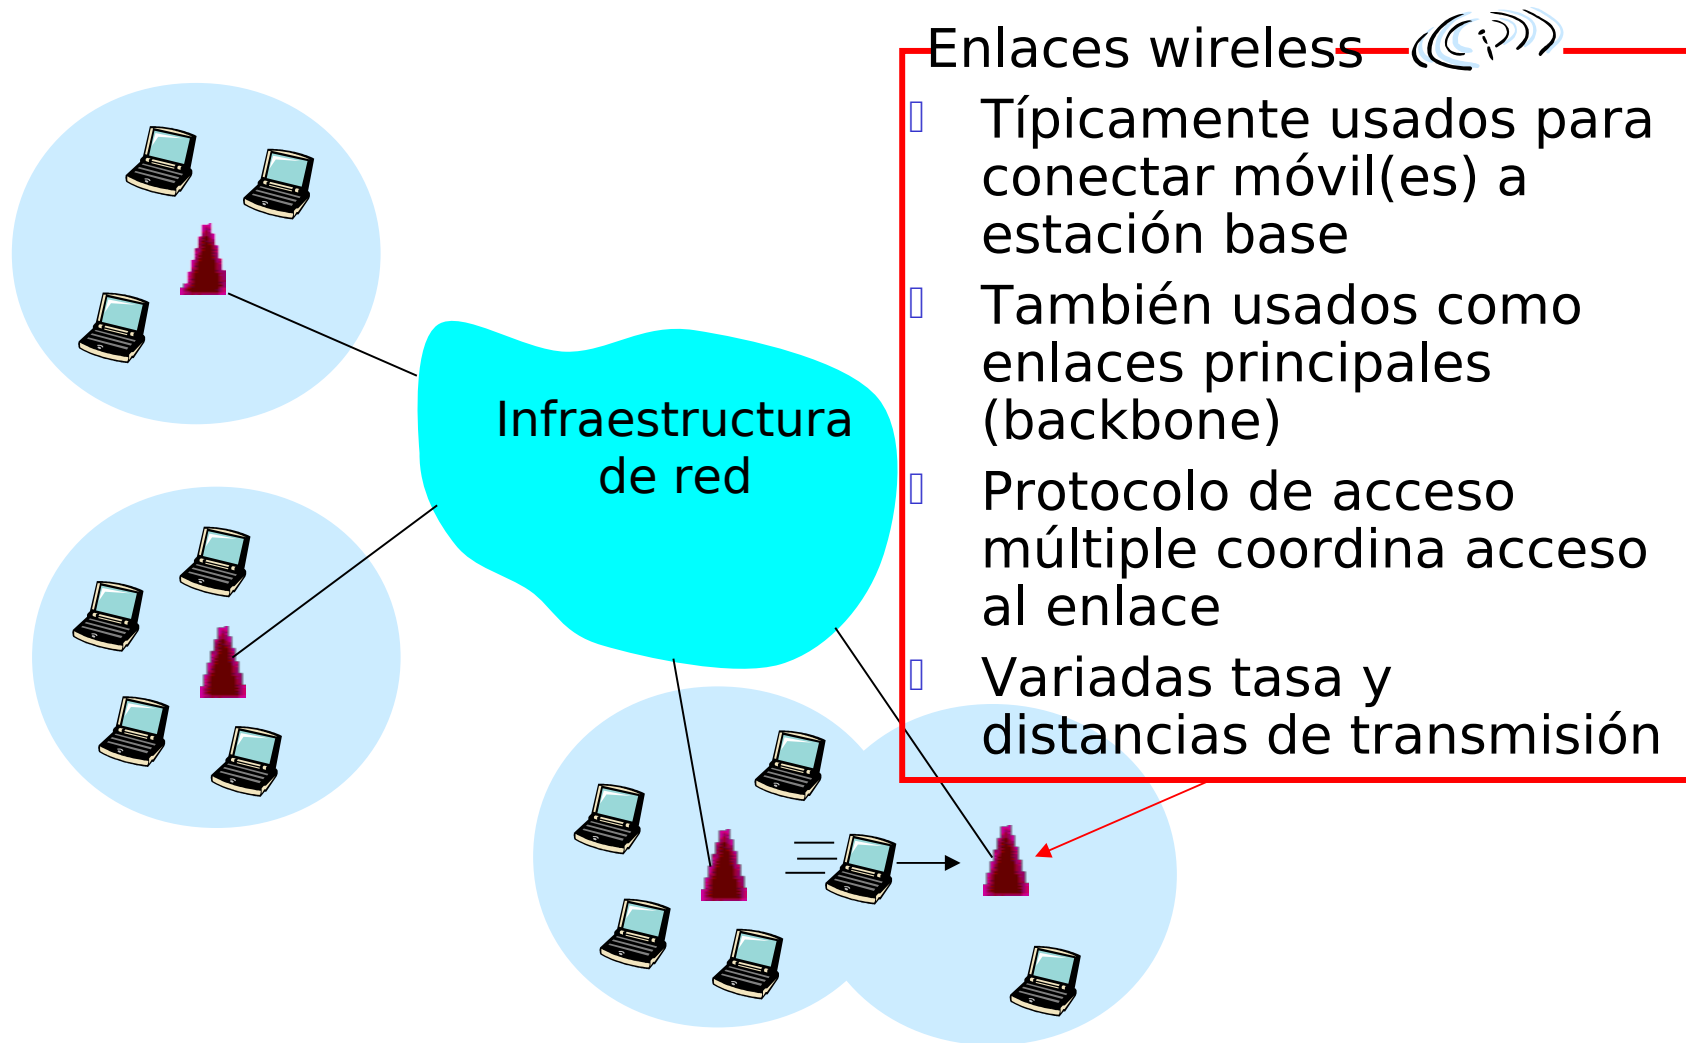 Enlaces wireless
Típicamente usados para
conectar móvil(es) a
estación base
También usados como
enlaces principales
(backbone)
Protocolo de acceso
múltiple coordina acceso
al enlace
Variadas tasa y
distancias de transmisión
Infraestructura
de red